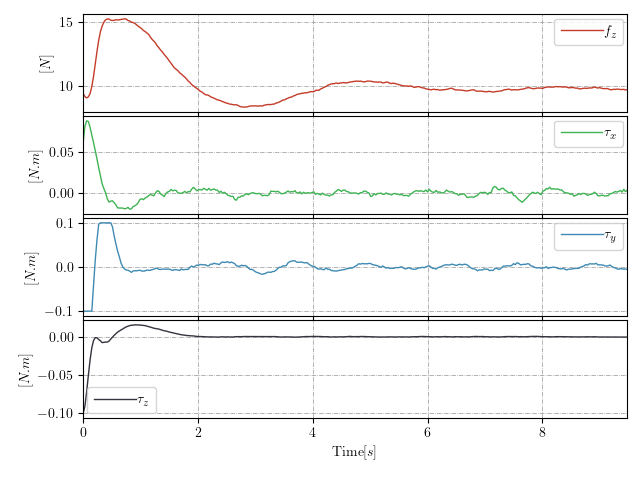 15
10
[N]
f_z
0.05
0.00
[N.m]
τ_x
0.1
0.0
−0.1
[N.m]
τ_y
0.00
−0.05
−0.10
[N.m]
τ_z
0 2 4 6 8
Time[s]